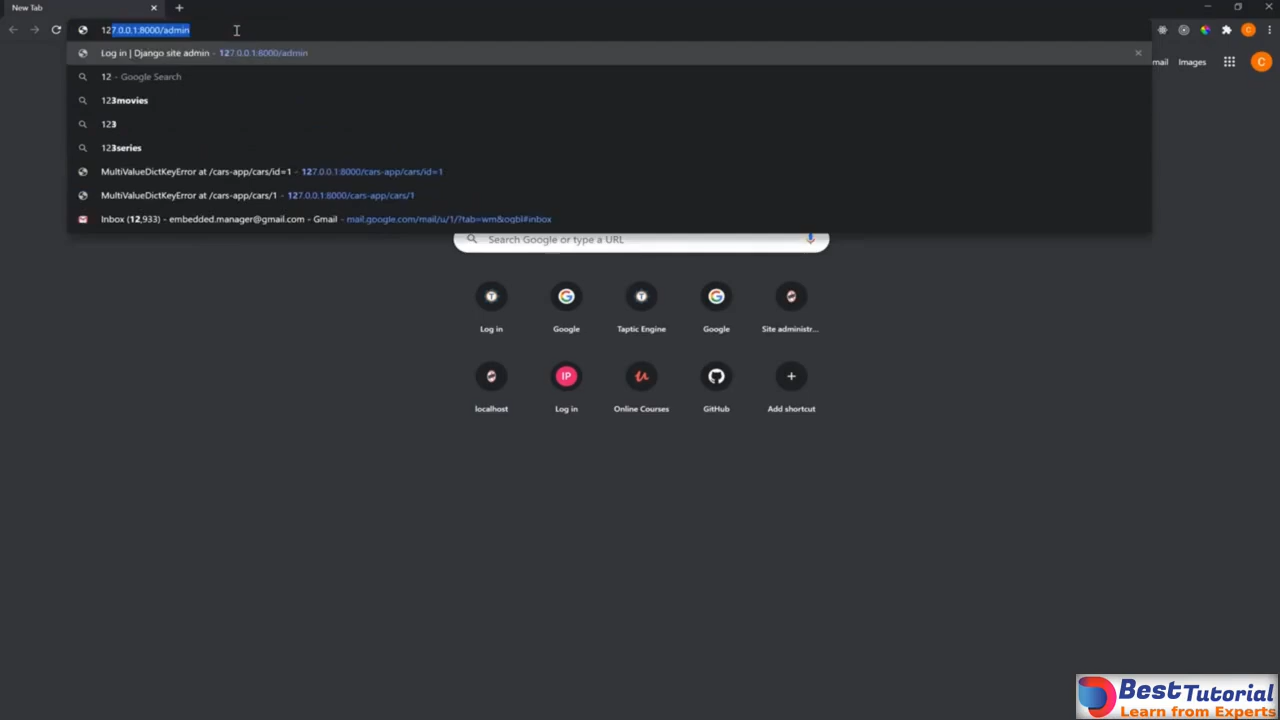 New Tab
127.0.0.1:8000/admin
Log in | Django site admin - 127.0.0.1:8000/admin
12 - Google Search
mail Images C
123movies
123
123series
MultiValueDictKeyError at /cars-app/cars/id=1 - 127.0.0.1:8000/cars-app/cars/id=1
MultiValueDictKeyError at /cars-app/cars/1 - 127.0.0.1:8000/cars-app/cars/1
Inbox (12,933) - embedded.manager@gmail.com - Gmail - mail.google.com/mail/u/1/?tab=wm&ogbl#inbox
Search Google or type a URL
Log in Google Taptic Engine Google Site administr...
IP
localhost Log in Online Courses GitHub Add shortcut
BestTutorial
Learn from Experts